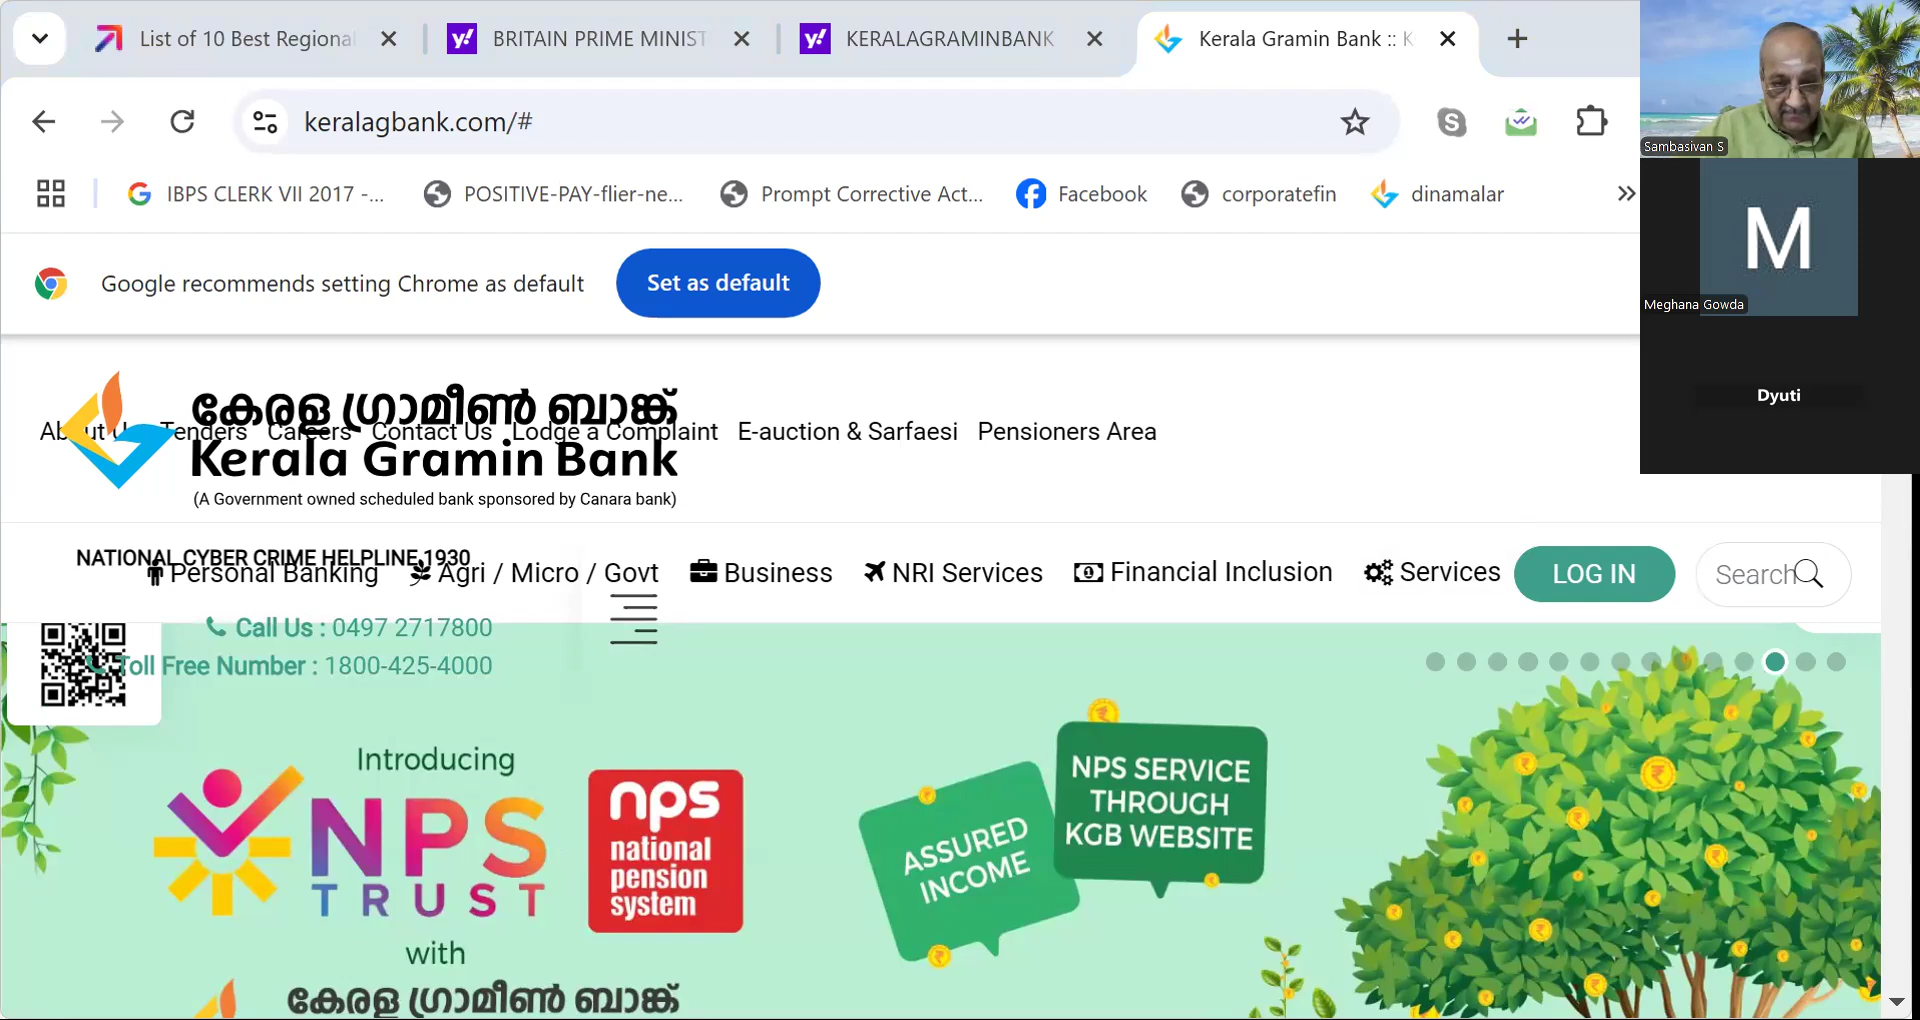 List of 10 Best Regiona
BRITAIN PRIME MINIST
KERALAGRAMINBANK
Kerala Gramin Bank :: K
keralagbank.com/#
IBPS CLERK VII 2017 -...
POSITIVE-PAY-flier-ne...
Prompt Corrective Act...
Facebook
corporatefin
dinamalar
Google recommends setting Chrome as default
Set as default
Sambasivan S
M
Meghana Gowda
Dyuti
കേരള ഗ്രാമീൺ ബാങ്ക്
About Us Tenders Careers Contact Us Lodge a Complaint E-auction & Sarfaesi Pensioners Area
Kerala Gramin Bank
(A Government owned scheduled bank sponsored by Canara bank)
NATIONAL CYBER CRIME HELPLINE 1930
Personal Banking Agri / Micro / Govt Business NRI Services Financial Inclusion Services LOG IN Search
Call Us : 0497 2717800
Toll Free Number : 1800-425-4000
Introducing
NPS
TRUST
nps
national
pension
system
with
കേരള ഗ്രാമീൺ ബാങ്ക്
ASSURED
INCOME
NPS SERVICE
THROUGH
KGB WEBSITE